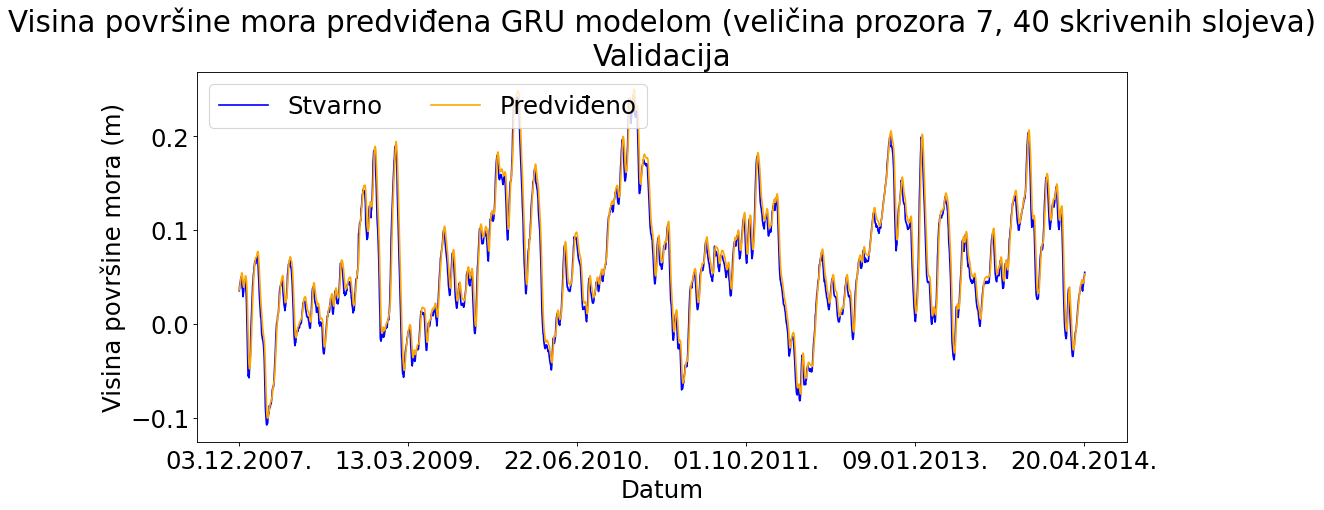 Visina površine mora predviđena GRU modelom (veličina prozora 7, 40 skrivenih slojeva)
Validacija
Stvarno Predviđeno
Visina površine mora (m)
0.2
0.1
0.0
−0.1
03.12.2007. 13.03.2009. 22.06.2010. 01.10.2011. 09.01.2013. 20.04.2014.
Datum